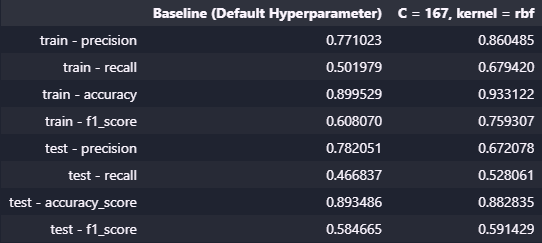 Baseline (Default Hyperparameter) C = 167, kernel = rbf
train - precision 0.771023 0.860485
train - recall 0.501979 0.679420
train - accuracy 0.899529 0.933122
train - f1_score 0.608070 0.759307
test - precision 0.782051 0.672078
test - recall 0.466837 0.528061
test - accuracy_score 0.893486 0.882835
test - f1_score 0.584665 0.591429